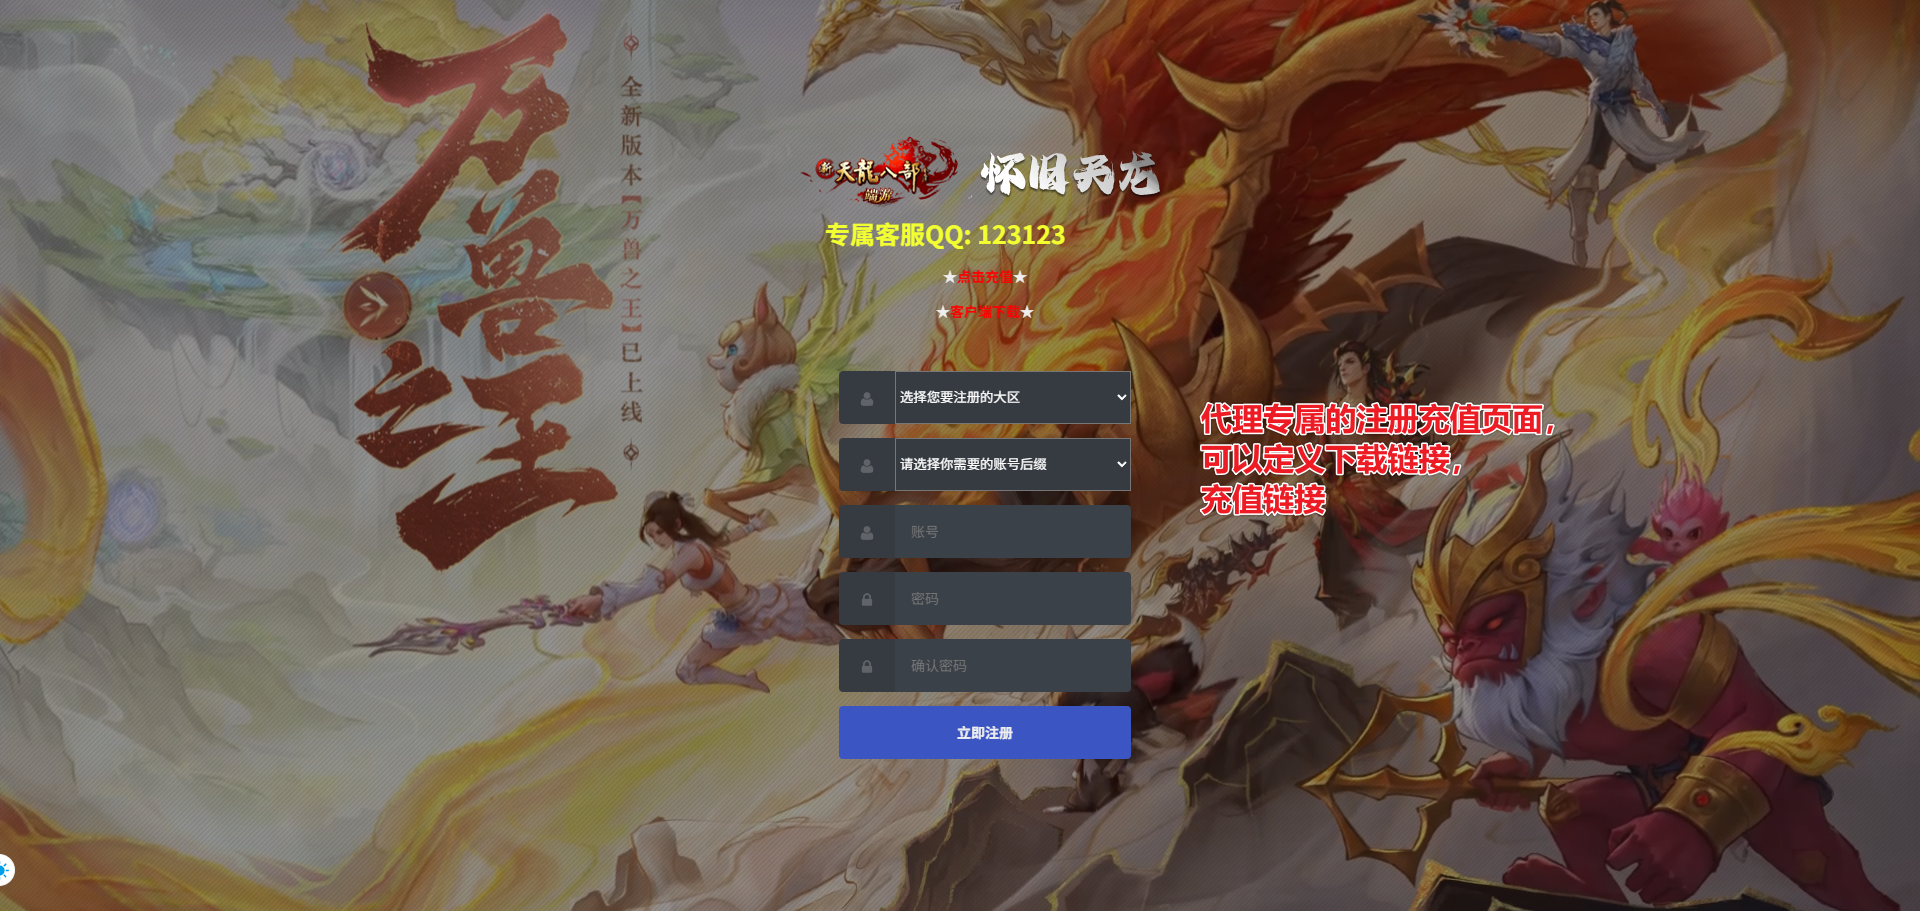 万兽之王
全新版本【万兽之王】已上线
新天龍八部
端游
怀旧天龙
专属客服QQ: 123123
★点击充值★
★客户端下载★
选择您要注册的大区
请选择你需要的账号后缀
账号
密码
确认密码
立即注册
代理专属的注册充值页面，
可以定义下载链接，
充值链接